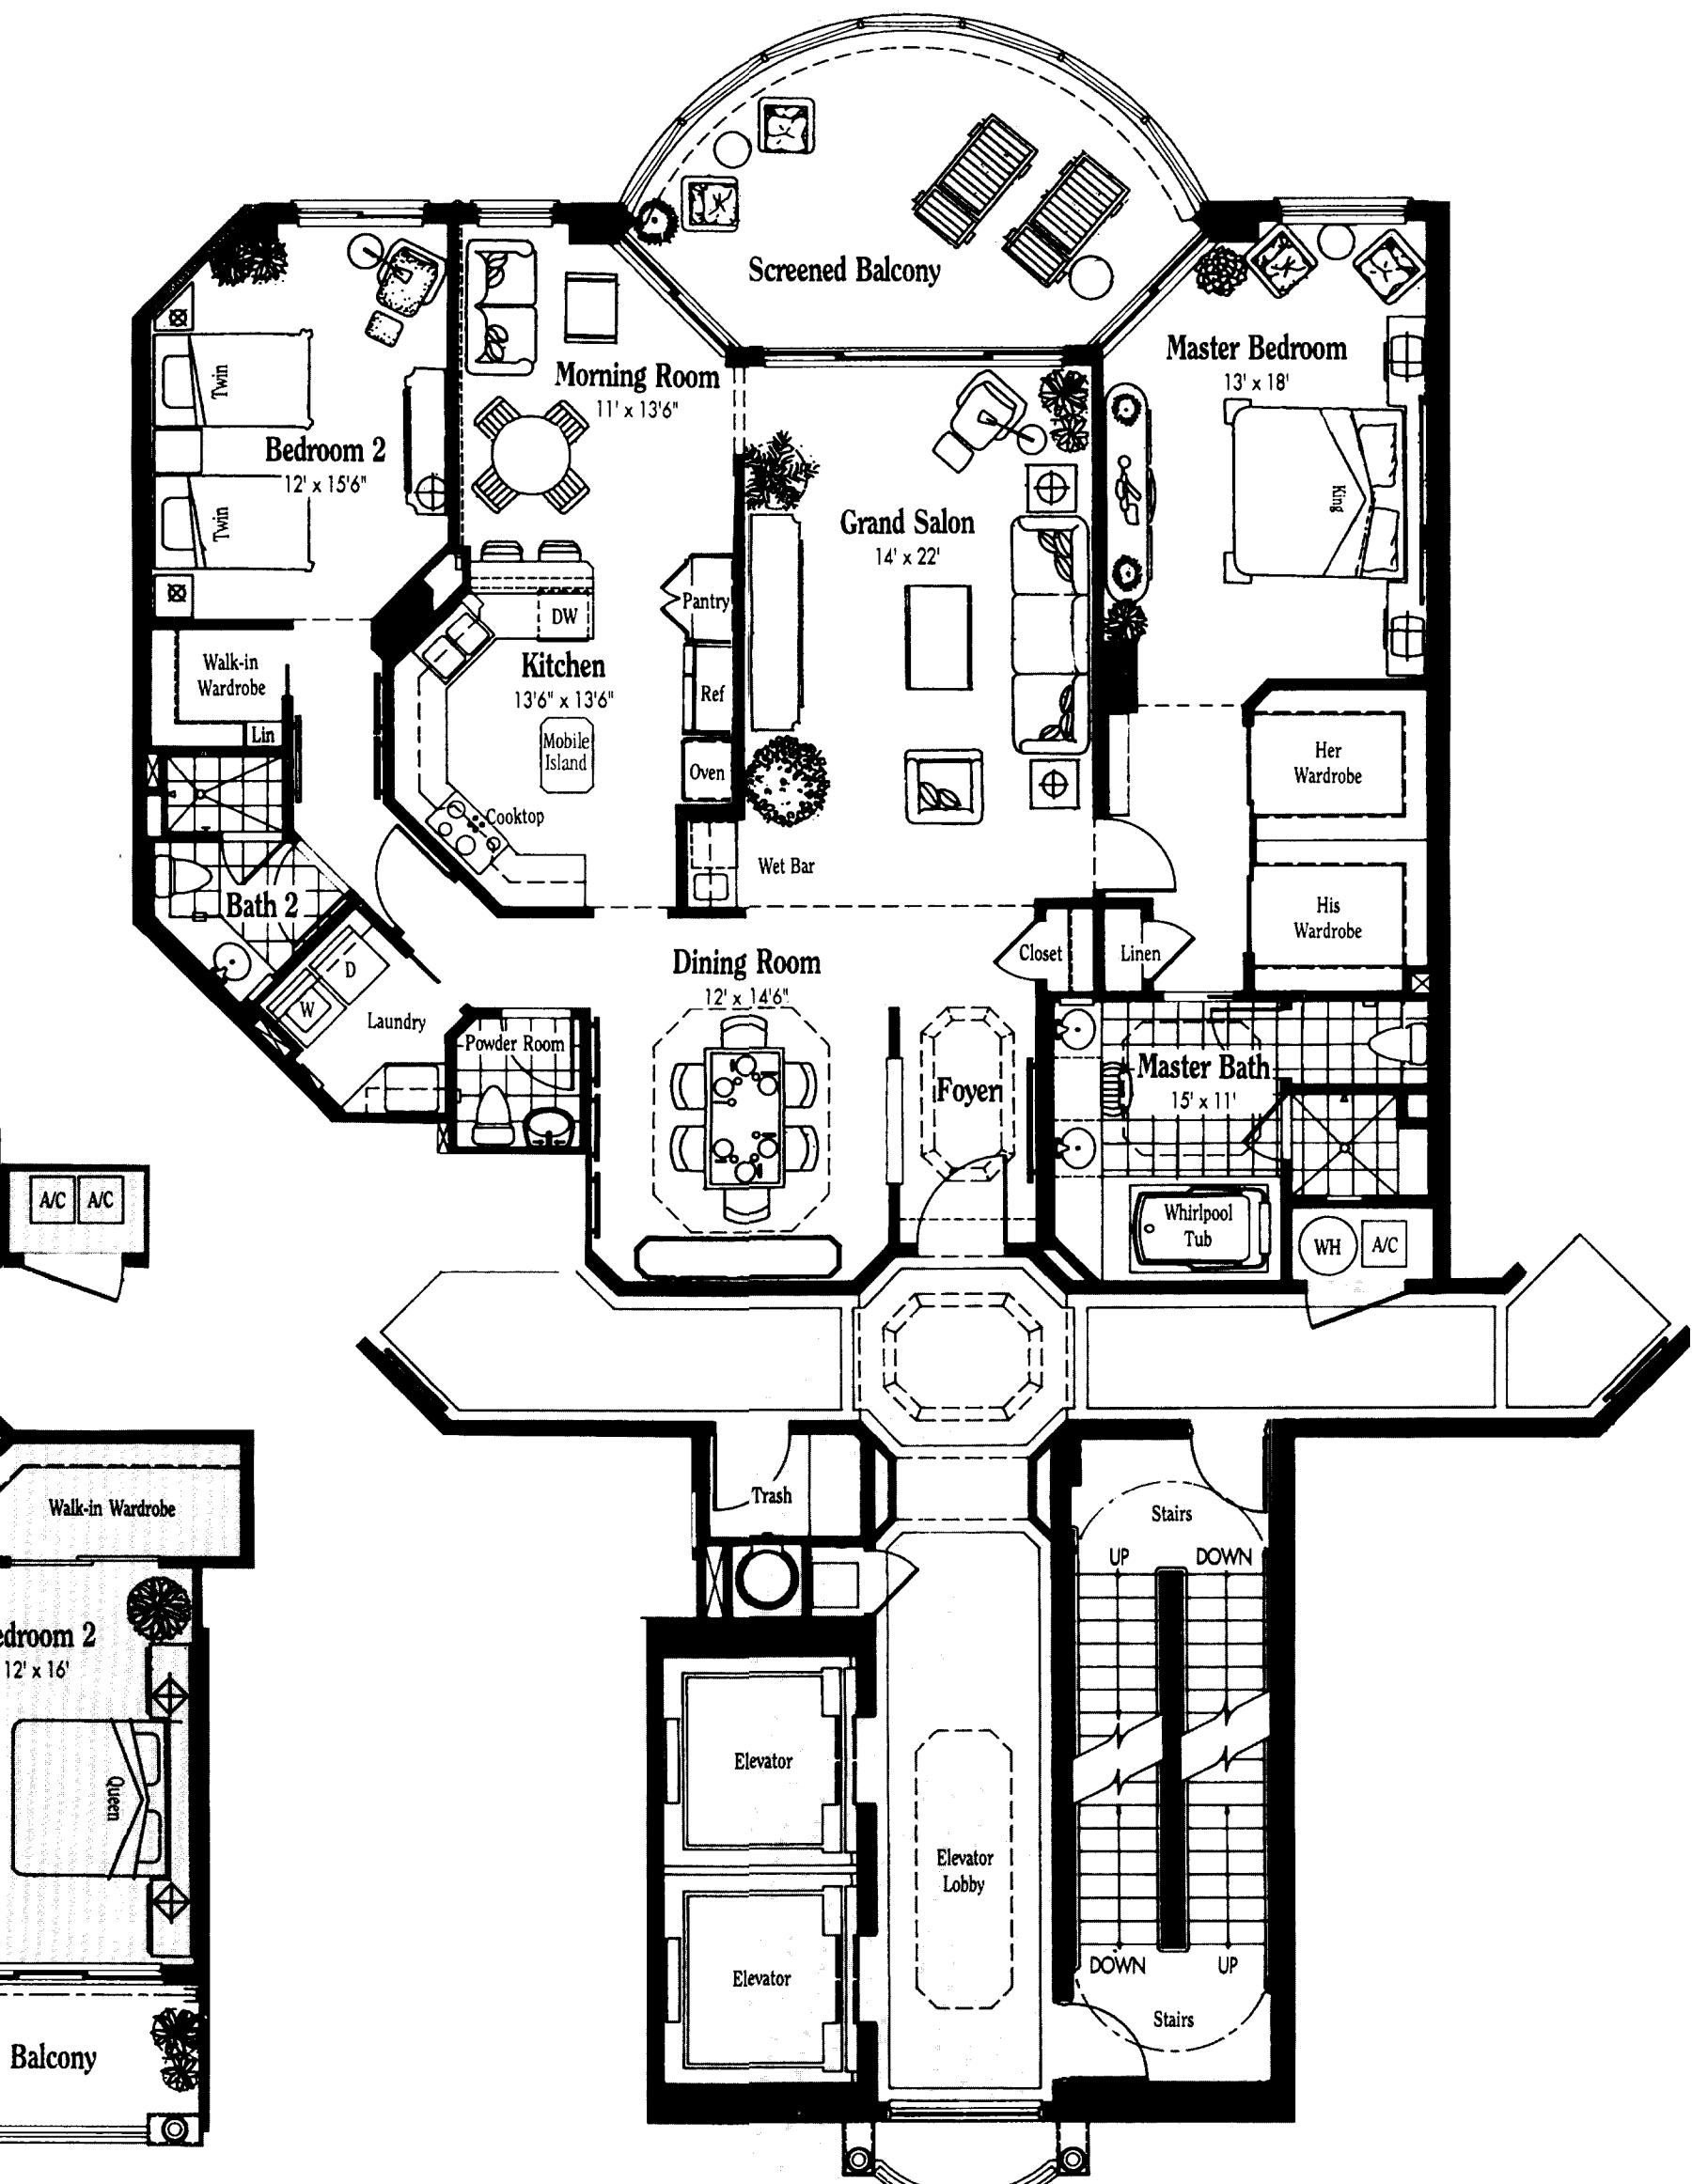 Screened Balcony
Master Bedroom
13' x 18'
King
Morning Room
11' x 13'6"
Bedroom 2
12' x 15'6"
Twin
Twin
Grand Salon
14' x 22'
Pantry
DW
Kitchen
13'6" x 13'6"
Ref
Mobile
Island
Oven
Cooktop
Walk-in
Wardrobe
Lin
Her
Wardrobe
His
Wardrobe
Wet Bar
Bath 2
Dining Room
12' x 14'6"
Closet
Linen
D
W
Laundry
Powder Room
Foyer
Master Bath
15' x 11'
Whirlpool
Tub
WH
A/C
A/C
A/C
Trash
Stairs
UP
DOWN
Walk-in Wardrobe
12' x 16'
Queen
Elevator
Elevator
Lobby
Elevator
DOWN
UP
Stairs
Balcony